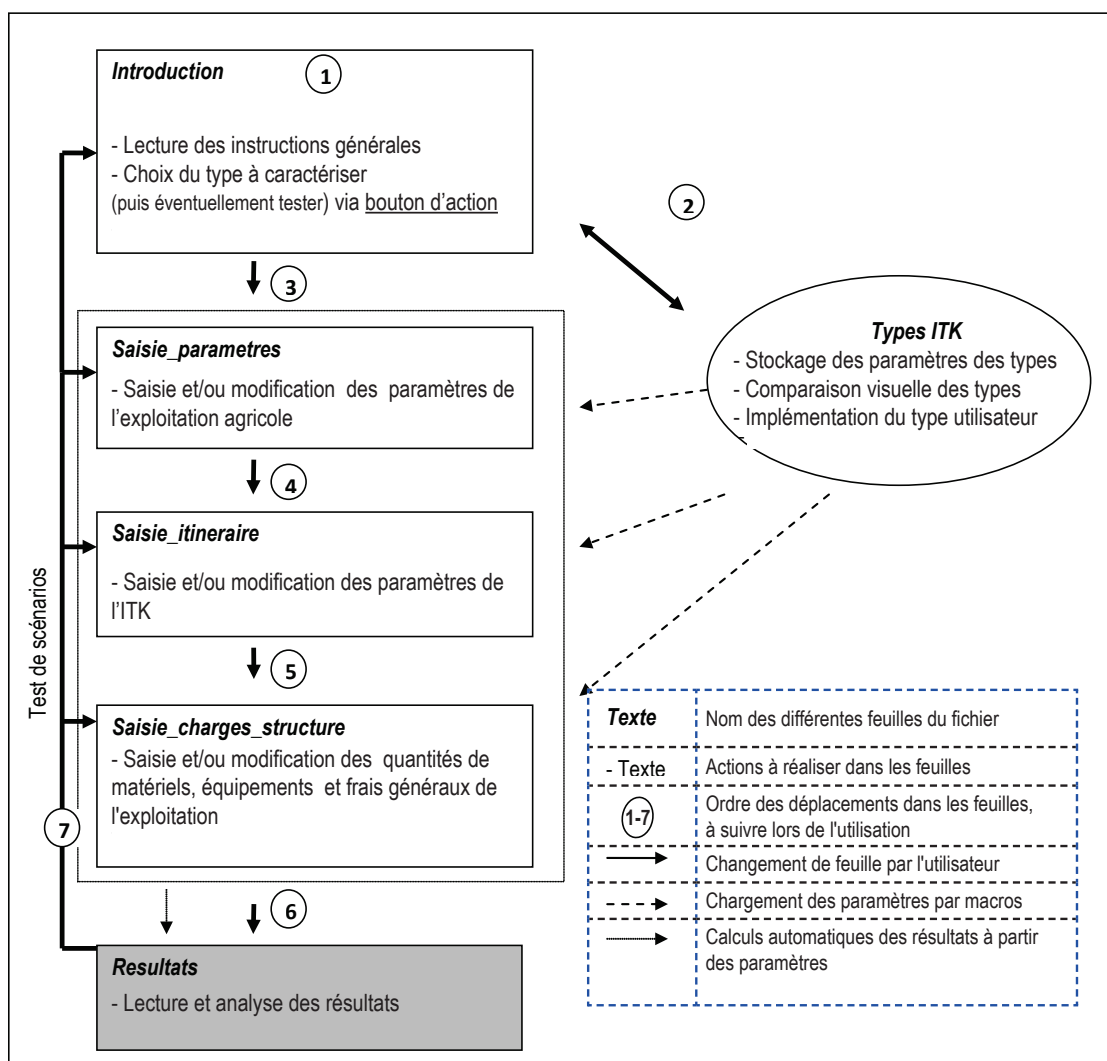 Introduction
1
- Lecture des instructions générales
- Choix du type à caractériser
(puis éventuellement tester) via bouton d'action
2
3
Types ITK
- Stockage des paramètres des types
- Comparaison visuelle des types
- Implémentation du type utilisateur
-
Saisie_parametres
- Saisie et/ou modification des paramètres de
l'exploitation agricole
4
Saisie_itineraire
- Saisie et/ou modification des paramètres de
l'ITK
5
Saisie_charges_structure
- Saisie et/ou modification des quantités de
matériels, équipements et frais généraux de
l'exploitation
Test de scénarios
7
6
Resultats
- Lecture et analyse des résultats
Texte Nom des différentes feuilles du fichier
- Texte Actions à réaliser dans les feuilles
1-7 Ordre des déplacements dans les feuilles,
à suivre lors de l'utilisation
Changement de feuille par l'utilisateur
Chargement des paramètres par macros
Calculs automatiques des résultats à partir
des paramètres